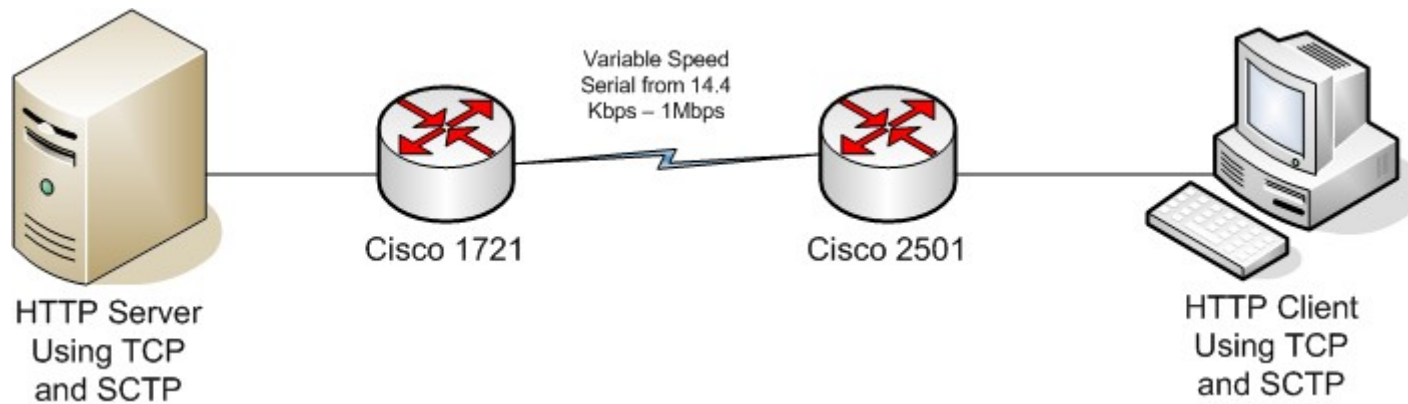 Variable Speed
Serial from 14.4
Kbps – 1Mbps
Cisco 1721
Cisco 2501
HTTP Server
Using TCP
and SCTP
HTTP Client
Using TCP
and SCTP